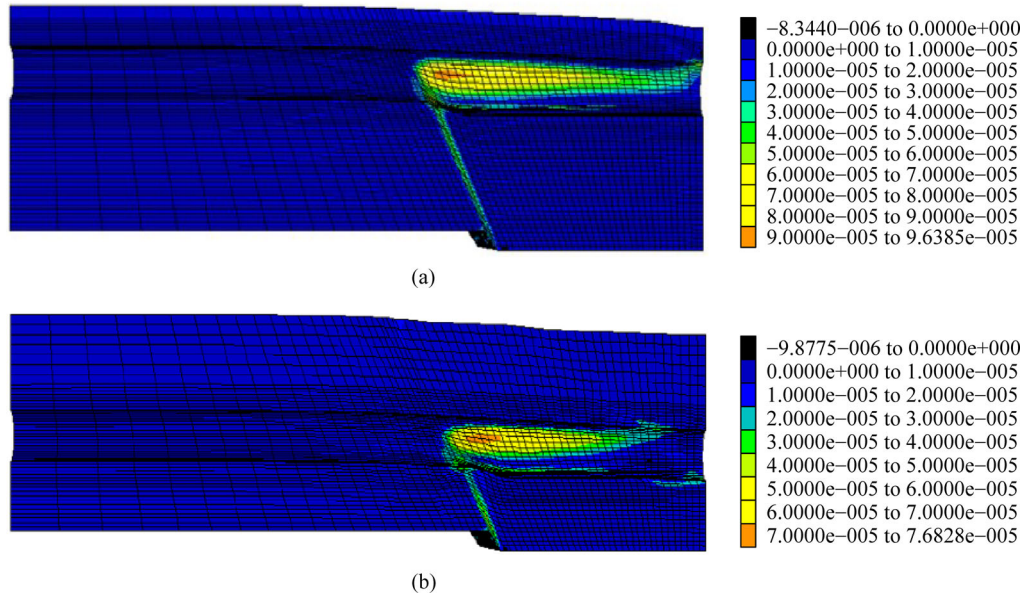 −8.3440−006 to 0.0000e+000
0.0000e+000 to 1.0000e−005
1.0000e−005 to 2.0000e−005
2.0000e−005 to 3.0000e−005
3.0000e−005 to 4.0000e−005
4.0000e−005 to 5.0000e−005
5.0000e−005 to 6.0000e−005
6.0000e−005 to 7.0000e−005
7.0000e−005 to 8.0000e−005
8.0000e−005 to 9.0000e−005
9.0000e−005 to 9.6385e−005
(a)
−9.8775−006 to 0.0000e+000
0.0000e+000 to 1.0000e−005
1.0000e−005 to 2.0000e−005
2.0000e−005 to 3.0000e−005
3.0000e−005 to 4.0000e−005
4.0000e−005 to 5.0000e−005
5.0000e−005 to 6.0000e−005
6.0000e−005 to 7.0000e−005
7.0000e−005 to 7.6828e−005
(b)